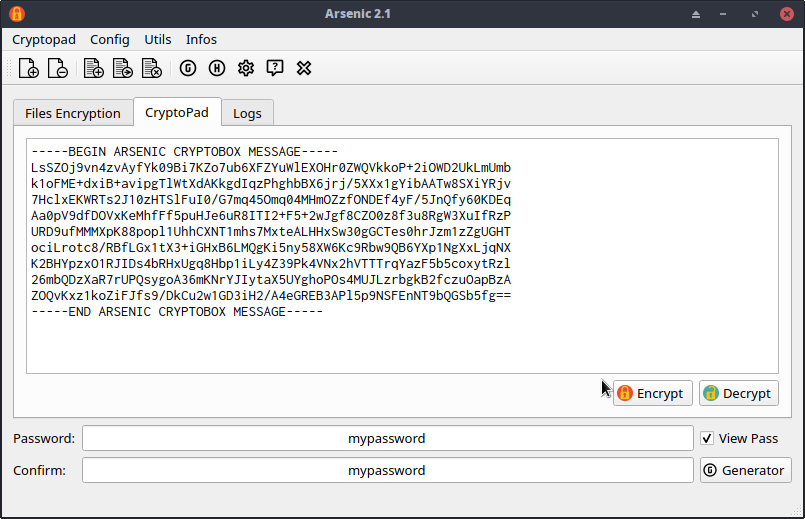 Arsenic 2.1
Cryptopad Config Utils Infos
Files Encryption CryptoPad Logs
-----BEGIN ARSENIC CRYPTOBOX MESSAGE-----
LsSZOj9vn4zvAyfYk09Bi7KZo7ub6XFZYuWlEXOHr0ZWQVkkoP+2iOWD2UkLmUmb
k1oFME+dxiB+avipgTlWtXdAKkgdIqzPhghbBX6jrj/5XXx1gYibAATw8SXiYRjv
7HclxEKWRTs2J10zHTSlFuI0/G7mq45Omq04MHmOZzfONDEf4yF/5JnQfy60KDEq
Aa0pV9dfDOVxKeMhfFf5puHJe6uR8ITI2+F5+2wJgf8CZO0z8f3u8RgW3XuIfRzP
URD9ufMMMXpK88popl1UhhCXNT1mhs7MxteALHHxSw30gGCTes0hrJzm1zZgUGHT
ociLrotc8/RBfLGx1tX3+iGHxB6LMQgKi5ny58XW6Kc9Rbw9QB6YXp1NgXxLjqNX
K2BHYpzxO1RJIDs4bRHxUgq8Hbp1iLy4Z39Pk4VNx2hVTTTrqYazF5b5coxytRzl
26mbQDzXaR7rUPQsygoA36mKNrYJIytaX5UYghoPOs4MUJLzrbgkB2fczuOapBzA
ZOQvKxz1koZiFJfs9/DkCu2w1GD3iH2/A4eGREB3APl5p9NSFEnNT9bQGSb5fg==
-----END ARSENIC CRYPTOBOX MESSAGE-----
Encrypt Decrypt
Password: mypassword View Pass
Confirm: mypassword G Generator